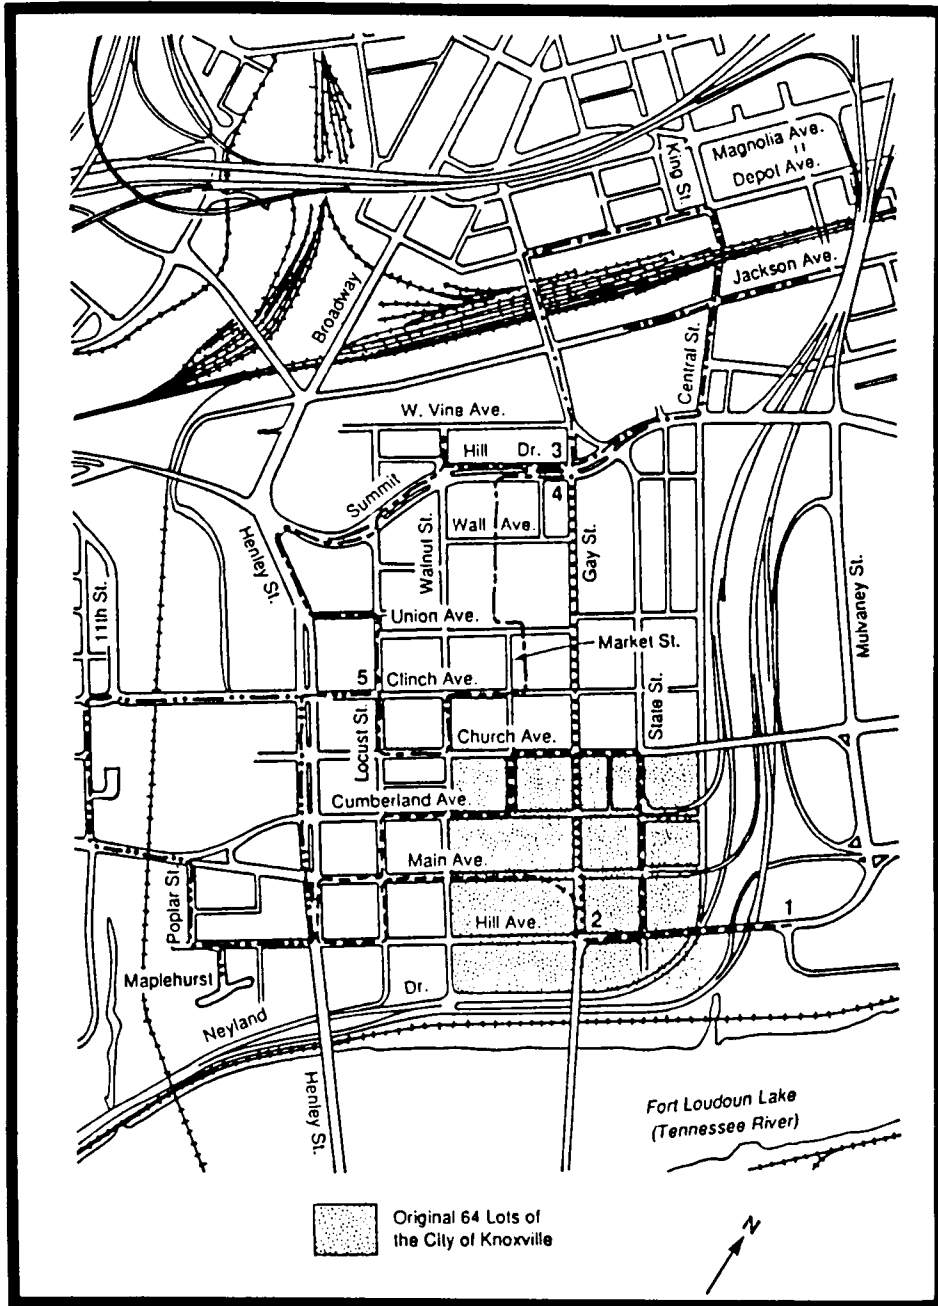 Magnolia Ave.
King St.
Depot Ave.
Jackson Ave.
Broadway
Central St.
W. Vine Ave.
Hill Dr. 3
Summit
4
Wall Ave.
Henley St.
Walnut St.
Gay St.
11th St.
Mulvaney St.
Union Ave.
Market St.
5
Clinch Ave.
State St.
Locust St.
Church Ave.
Cumberland Ave.
Main Ave.
Poplar St.
Hill Ave.
2
1
Maplehurst
Dr.
Neyland
Henley St.
Fort Loudoun Lake
(Tennessee River)
Original 64 Lots of
the City of Knoxville
N